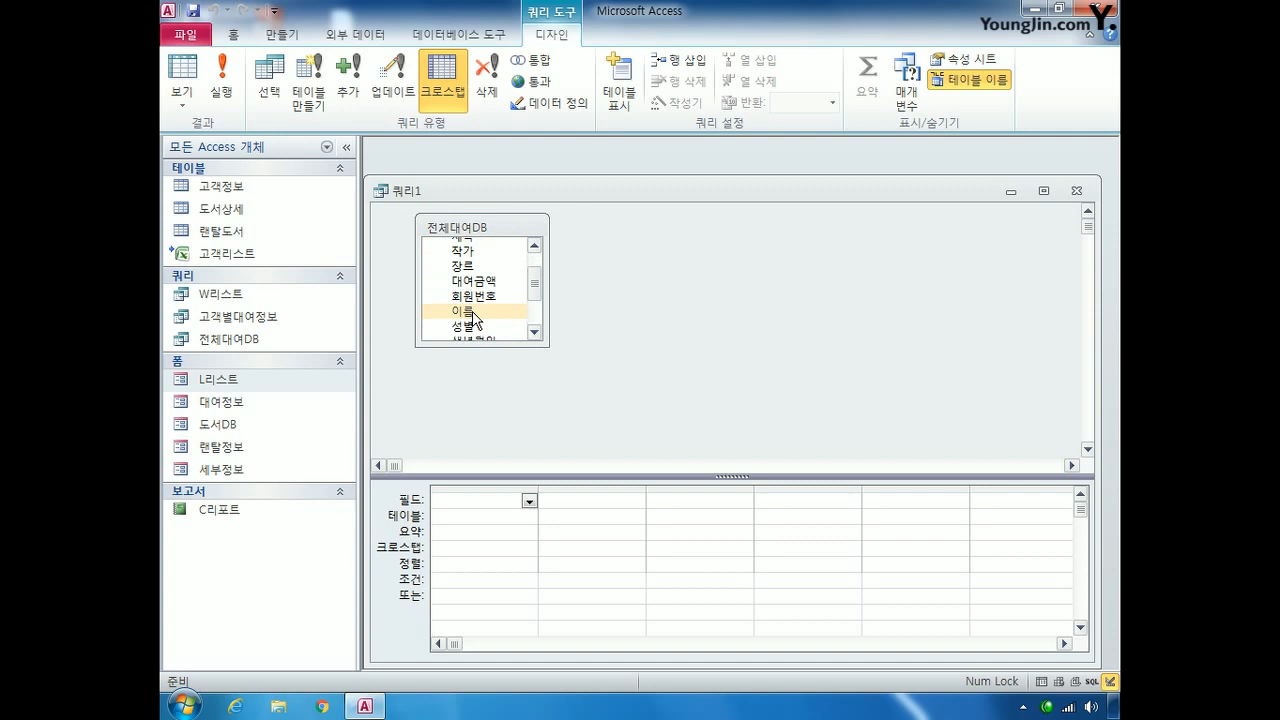 쿼리 도구
Microsoft Access
YoungJin.com Y.
파일
홈
만들기
외부 데이터
데이터베이스 도구
디자인
보기
실행
결과
선택
테이블
만들기
추가
업데이트
크로스탭
삭제
통합
통과
데이터 정의
쿼리 유형
테이블
표시
행 삽입
행 삭제
작성기
열 삽입
열 삭제
반환:
쿼리 설정
요약
매개
변수
속성 시트
테이블 이름
표시/숨기기
모든 Access 개체
테이블
고객정보
도서상세
랜탈도서
고객리스트
쿼리
W리스트
고객별대여정보
전체대여DB
폼
L리스트
대여정보
도서DB
랜탈정보
세부정보
보고서
C리포트
쿼리1
전체대여DB
작가
장르
대여금액
회원번호
이름
성별
필드:
테이블:
요약:
크로스탭:
정렬:
조건:
또는:
준비
Num Lock
SQL